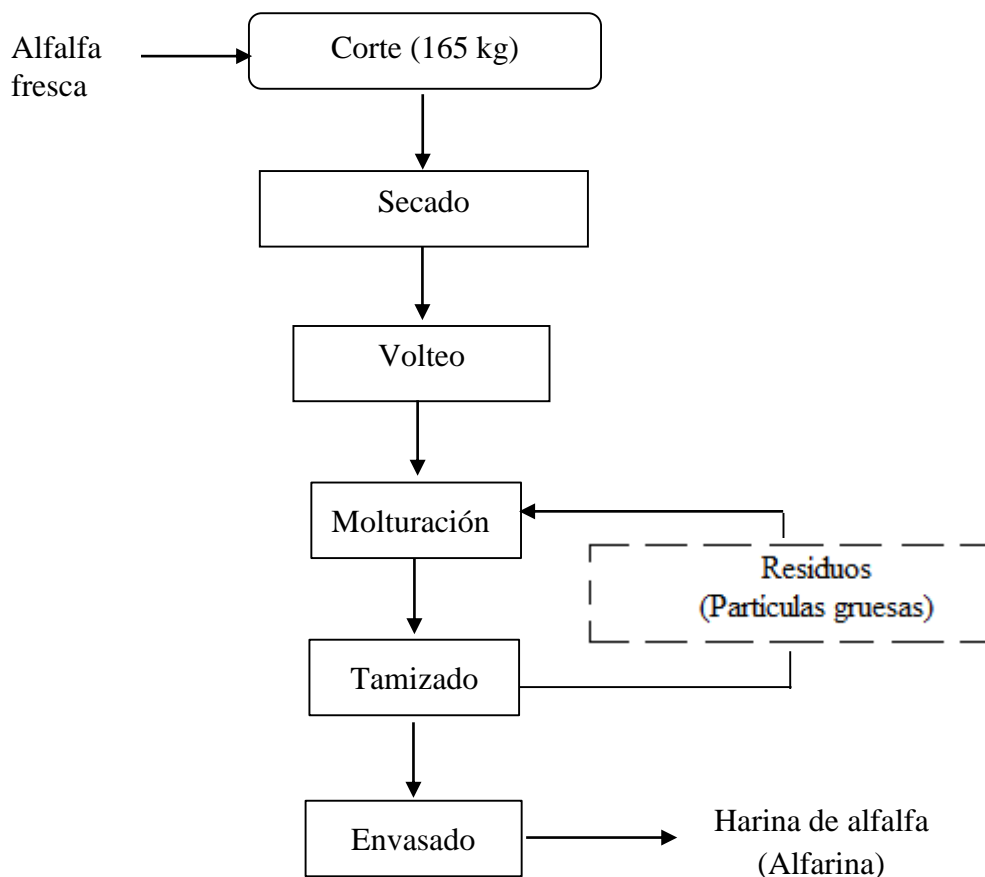 Alfalfa
fresca
Corte (165 kg)
Secado
Volteo
Molturación
Residuos
(Partículas gruesas)
Tamizado
Envasado
Harina de alfalfa
(Alfarina)